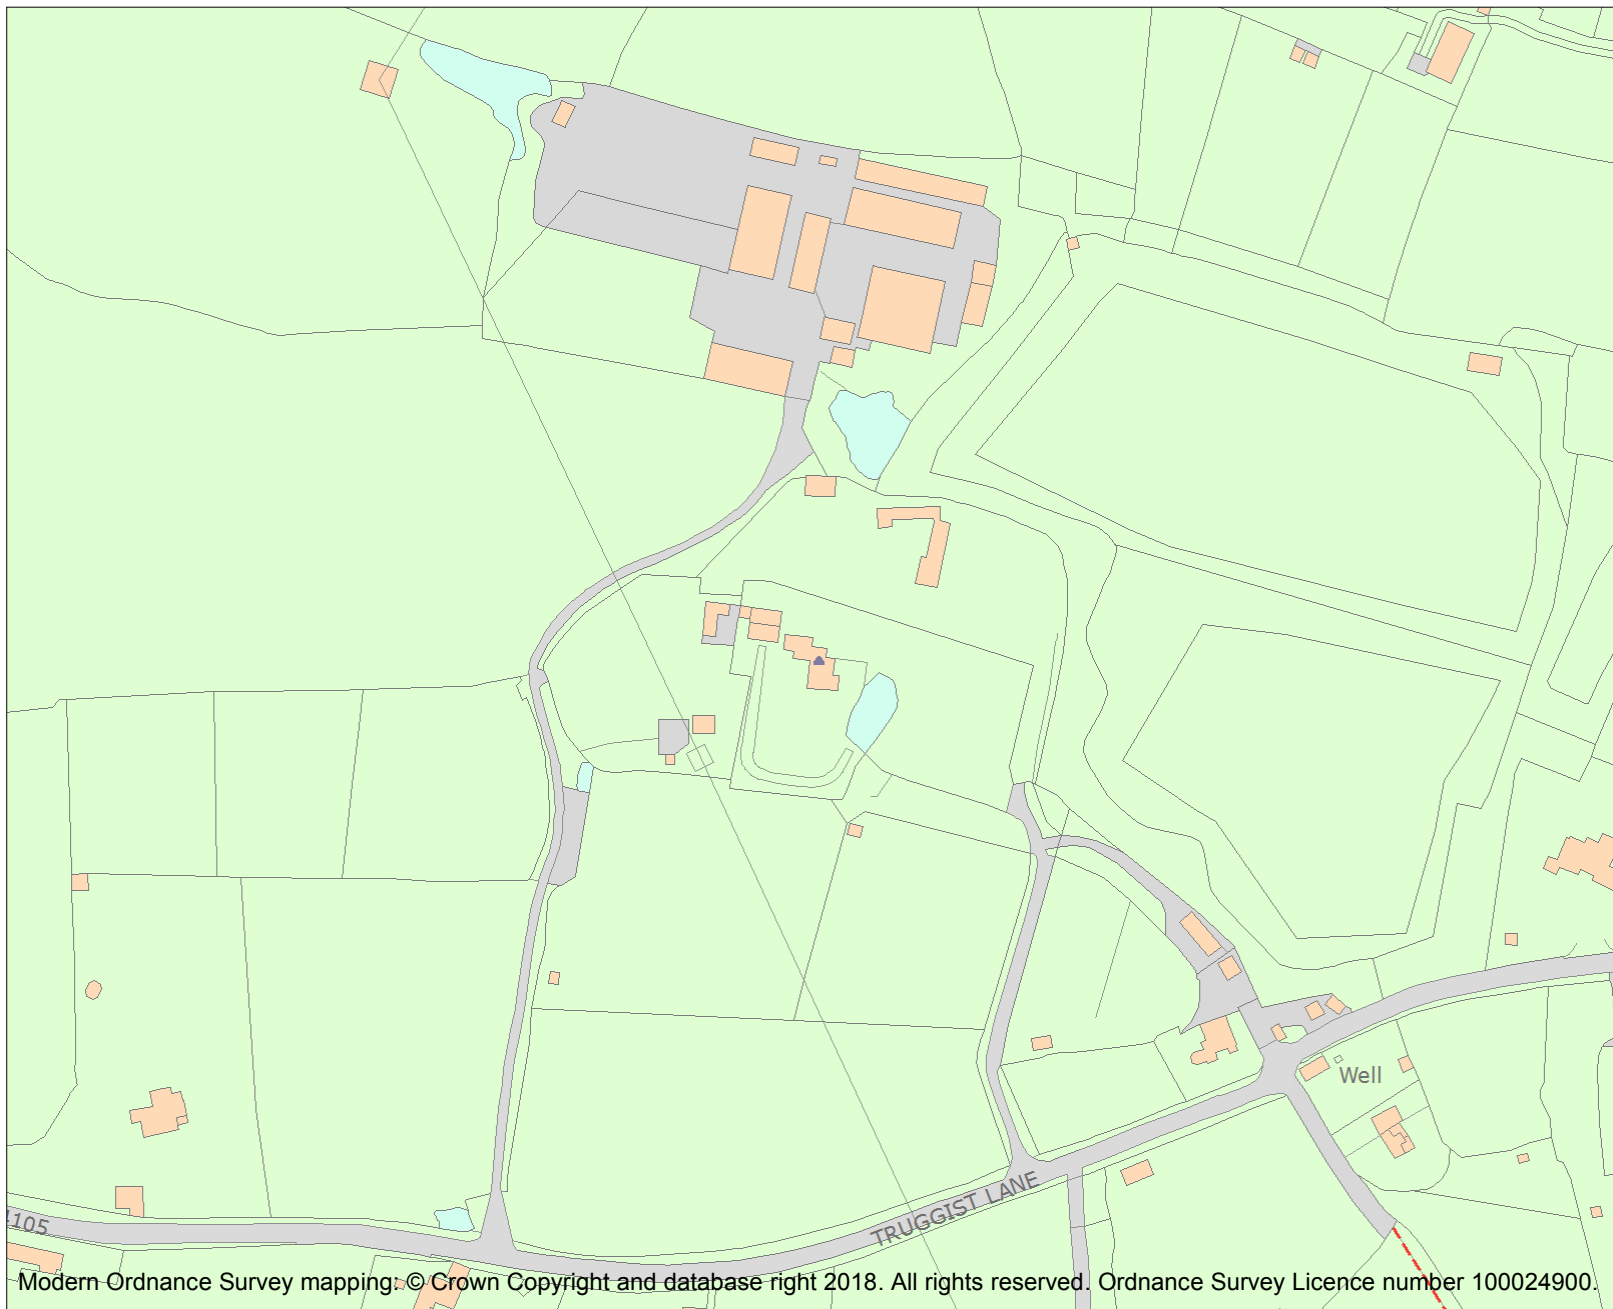 Well
TRUGGIST LANE
1105
Modern Ordnance Survey mapping: © Crown Copyright and database right 2018. All rights reserved. Ordnance Survey Licence number 100024900.